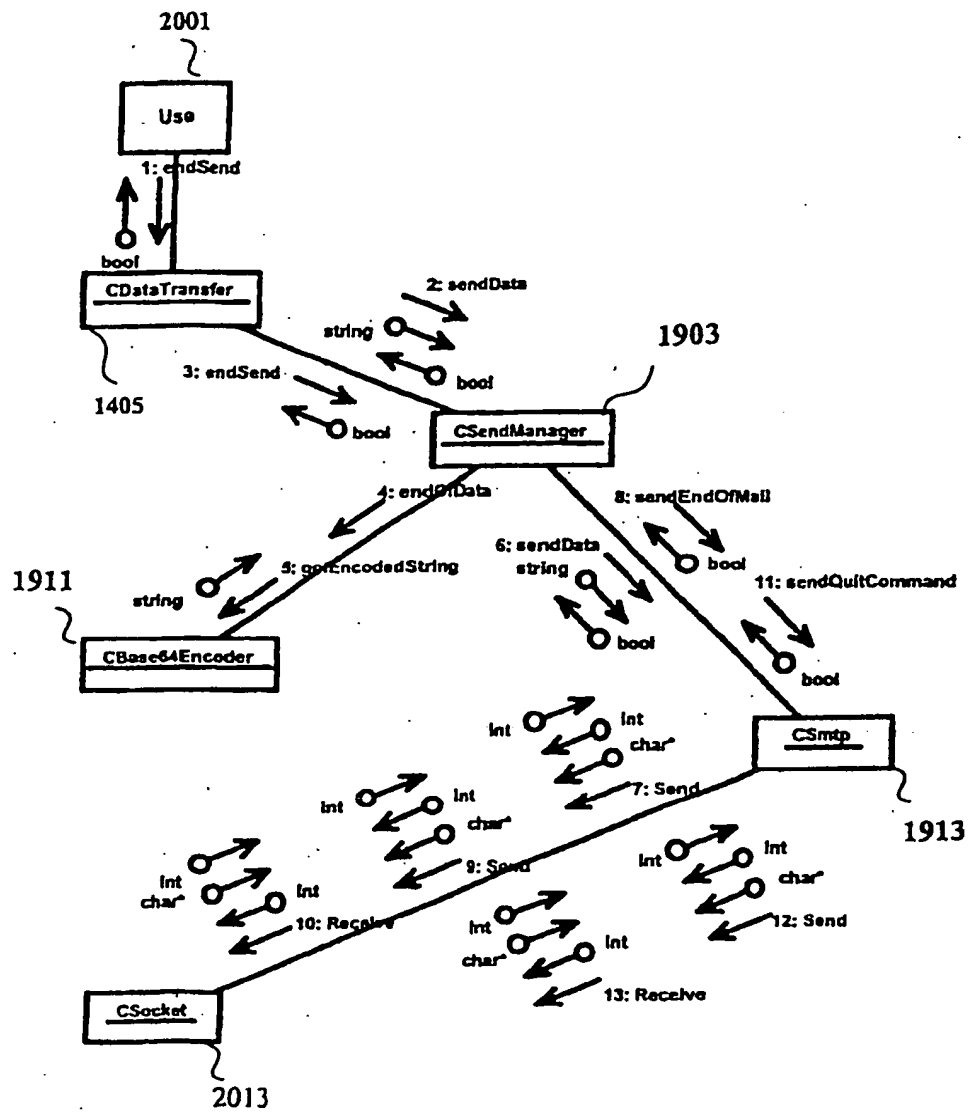 2001
Use
1: endSend
bool
CDataTransfer
2: sendData
string
1903
3: endSend
bool
1405
bool
CSendManager
4: endOfData
8: sendEndOfMail
6: sendData
string
bool
1911
5: getEncodedString
string
11: sendQuitCommand
bool
CBase64Encoder
bool
Int
Int
char*
CSmtp
7: Send
Int
Int
char*
1913
9: Send
Int
Int
char*
Int
char*
Int
10: Receive
12: Send
Int
char*
Int
13: Receive
CSocket
2013